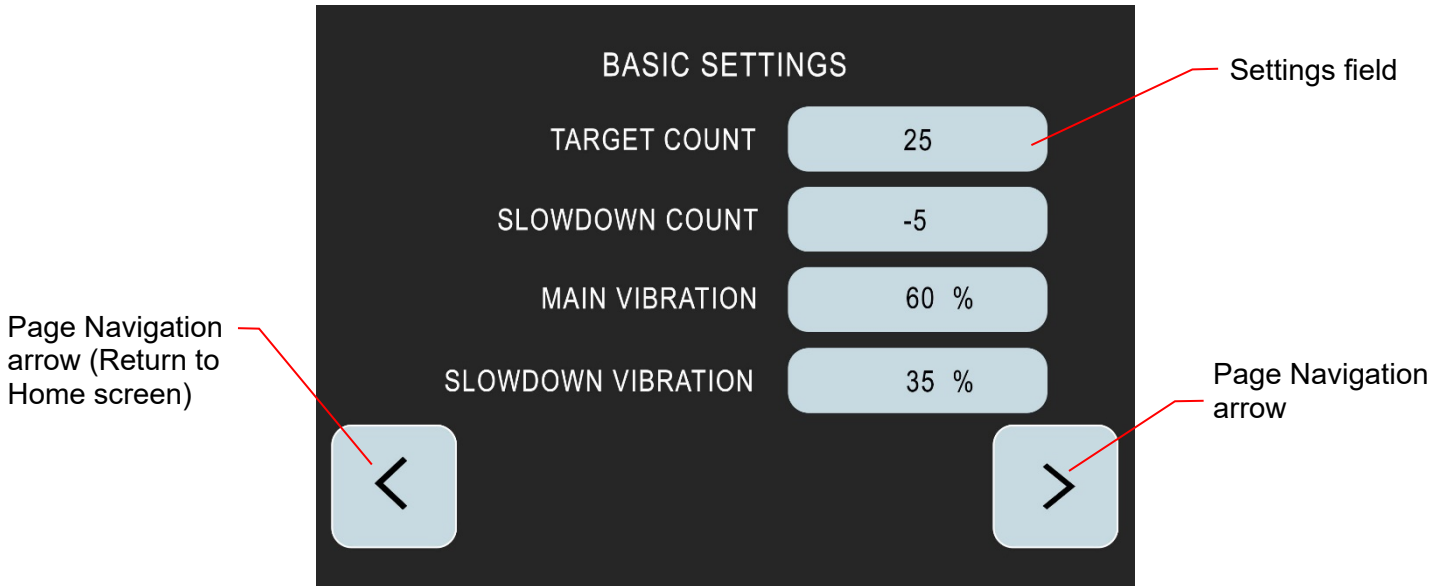 BASIC SETTINGS
Settings field
TARGET COUNT 25
SLOWDOWN COUNT -5
MAIN VIBRATION 60 %
Page Navigation
arrow (Return to
Home screen)
SLOWDOWN VIBRATION 35 %
Page Navigation
arrow
<
>